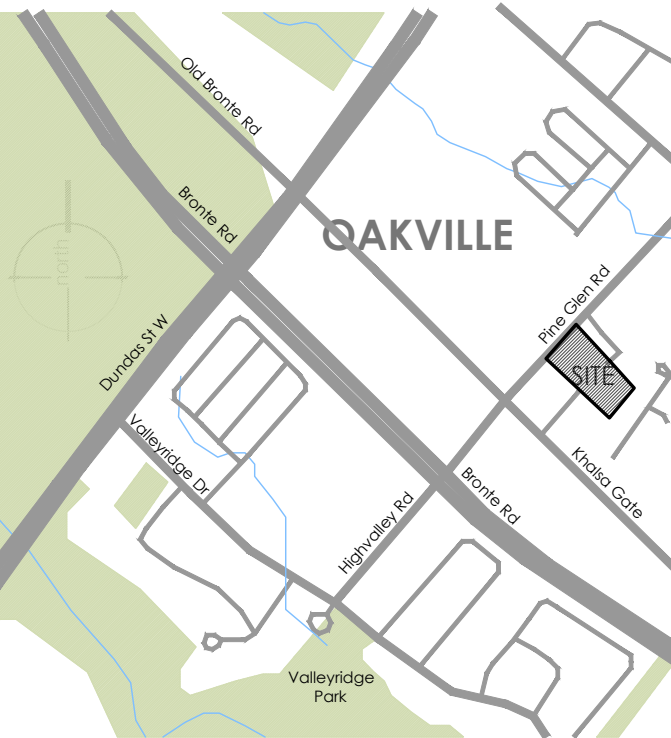 Old Bronte Rd
Bronte Rd
OAKVILLE
north
Pine Glen Rd
Dundas St W
SITE
Valleyridge Dr
Khalsa Gate
Bronte Rd
Highvalley Rd
Valleyridge
Park